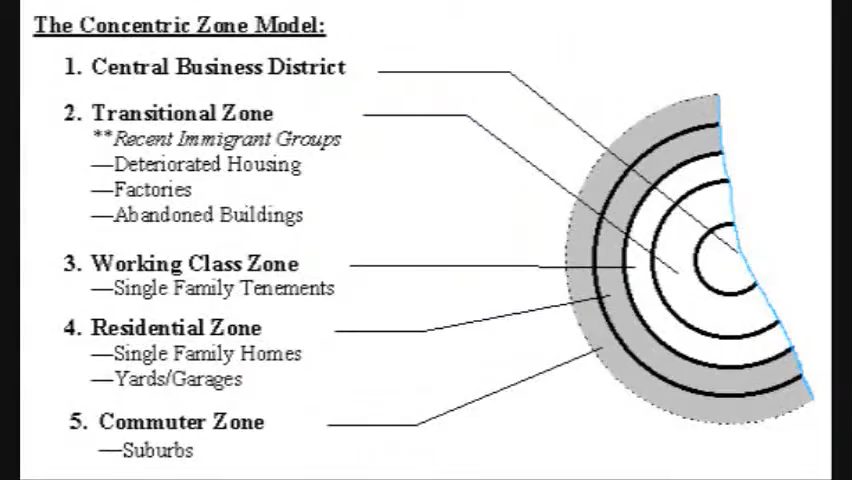 The Concentric Zone Model:
1. Central Business District
2. Transitional Zone
**Recent Immigrant Groups
—Deteriorated Housing
—Factories
—Abandoned Buildings
3. Working Class Zone
—Single Family Tenements
4. Residential Zone
—Single Family Homes
—Yards/Garages
5. Commuter Zone
—Suburbs